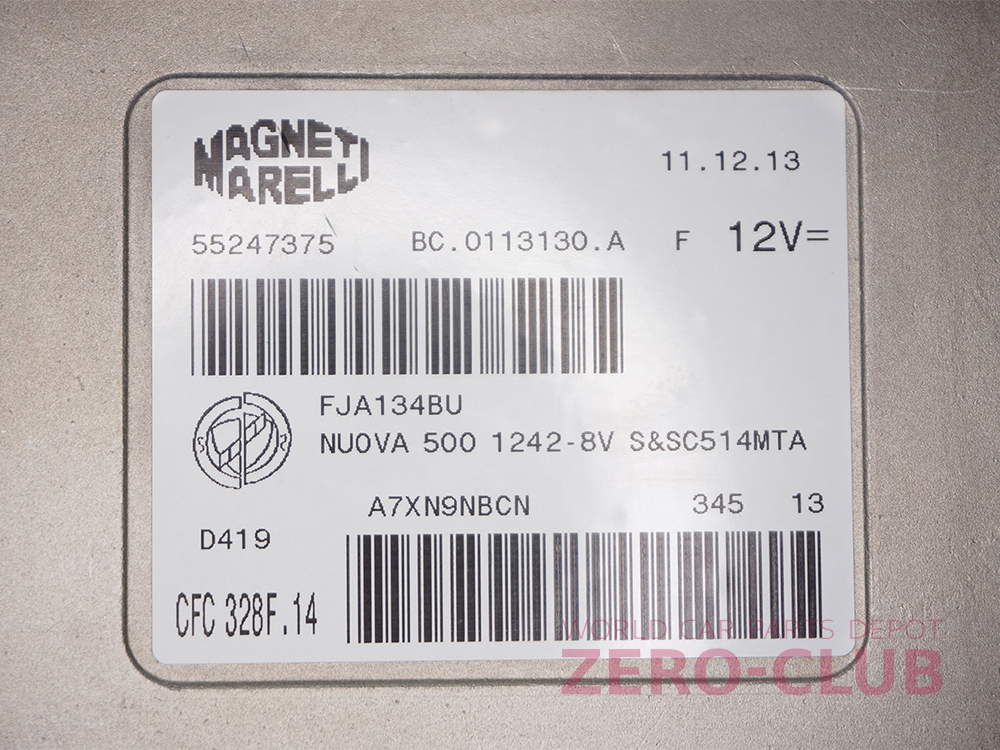 MAGNETI
MARELLI
11.12.13
55247375 BC.0113130.A F 12V=
FJA134BU
NUOVA 500 1242-8V S&SC514MTA
A7XN9NBCN 345 13
D419
CFC 328F.14
WORLD CAR PARTS DEPOT
ZERO-CLUB